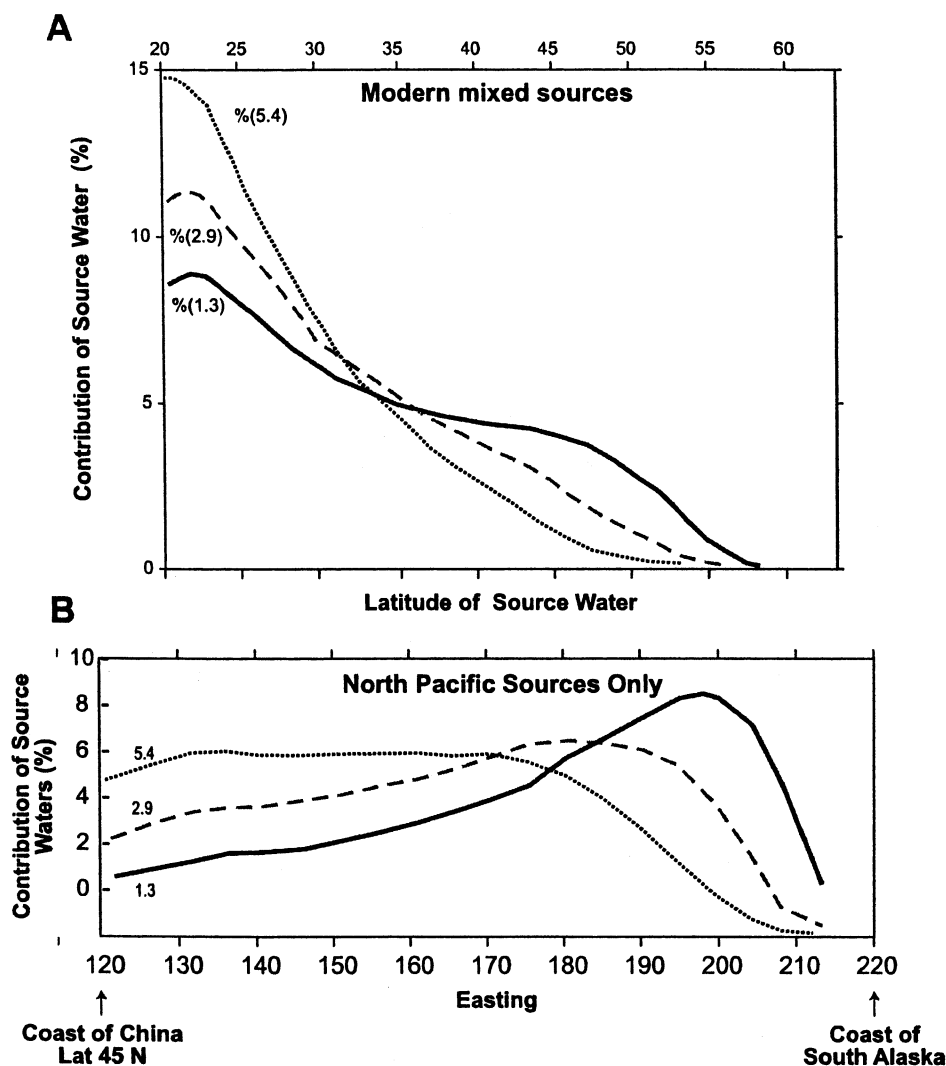 A
20 25 30 35 40 45 50 55 60
15
Modern mixed sources
%(5.4)
Contribution of Source Water (%)
10
%(2.9)
%(1.3)
5
0
Latitude of Source Water
B
10
North Pacific Sources Only
8
6
5.4
4
2.9
2
0
1.3
Contribution of Source
Waters (%)
120 130 140 150 160 170 180 190 200 210 220
Easting
↑ ↑
Coast of China
Lat 45 N
Coast of
South Alaska